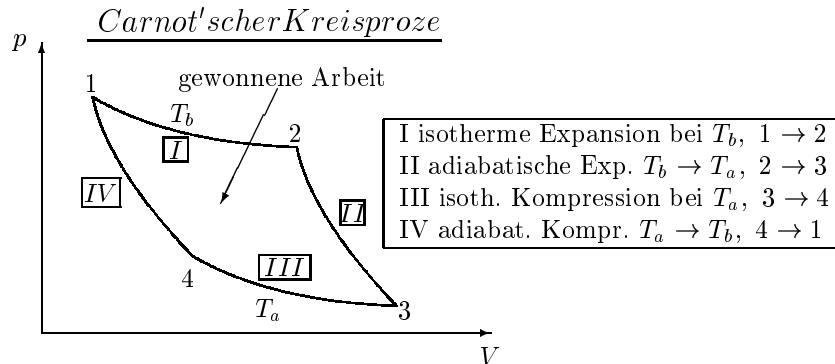 Carnot'scherKreisproze
p
gewonnene Arbeit
1
T_b
2
I
I isotherme Expansion bei T_b, 1 → 2
II adiabatische Exp. T_b → T_a, 2 → 3
III isoth. Kompression bei T_a, 3 → 4
IV adiabat. Kompr. T_a → T_b, 4 → 1
IV
II
4
III
T_a
3
V